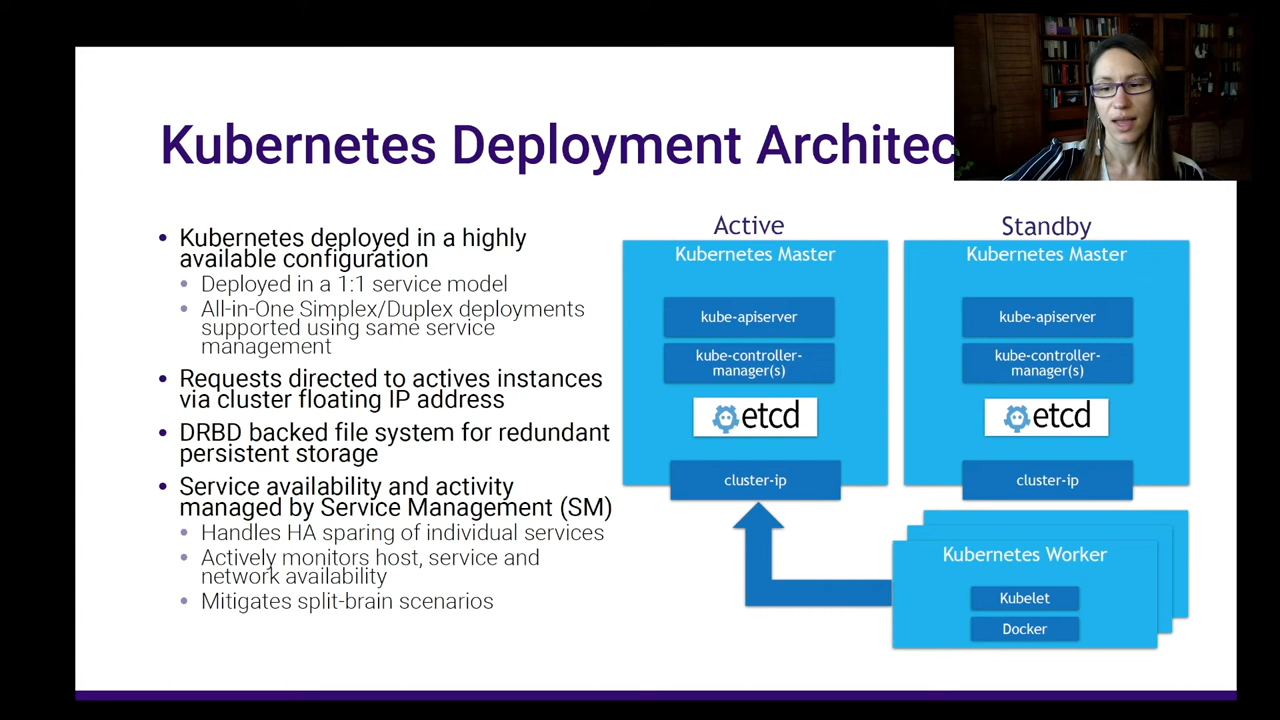 Kubernetes Deployment Architec
Kubernetes deployed in a highly
available configuration
Deployed in a 1:1 service model
All-in-One Simplex/Duplex deployments
supported using same service
management
Requests directed to actives instances
via cluster floating IP address
DRBD backed file system for redundant
persistent storage
Service availability and activity
managed by Service Management (SM)
Handles HA sparing of individual services
Actively monitors host, service and
network availability
Mitigates split-brain scenarios
Active
Kubernetes Master
kube-apiserver
kube-controller-
manager(s)
etcd
cluster-ip
Standby
Kubernetes Master
kube-apiserver
kube-controller-
manager(s)
etcd
cluster-ip
Kubernetes Worker
Kubelet
Docker